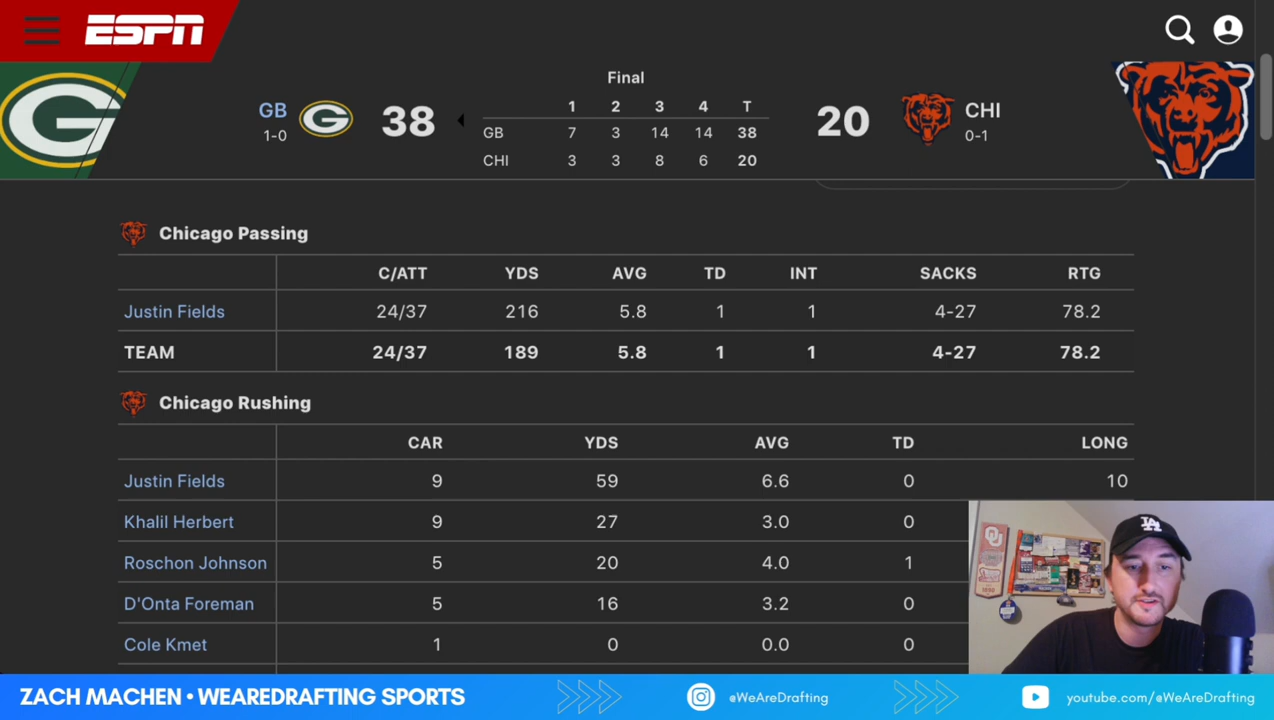 ESPN
Final
GB
1-0
38
1 2 3 4 T
GB 7 3 14 14 38
CHI 3 3 8 6 20
20
CHI
0-1
Chicago Passing
C/ATT YDS AVG TD INT SACKS RTG
Justin Fields 24/37 216 5.8 1 1 4-27 78.2
TEAM 24/37 189 5.8 1 1 4-27 78.2
Chicago Rushing
CAR YDS AVG TD LONG
Justin Fields 9 59 6.6 0 10
Khalil Herbert 9 27 3.0 0
Roschon Johnson 5 20 4.0 1
D'Onta Foreman 5 16 3.2 0
Cole Kmet 1 0 0.0 0
LA
OU
ZACH MACHEN • WEAREDRAFTING SPORTS
@WeAreDrafting
youtube.com/@WeAreDrafting